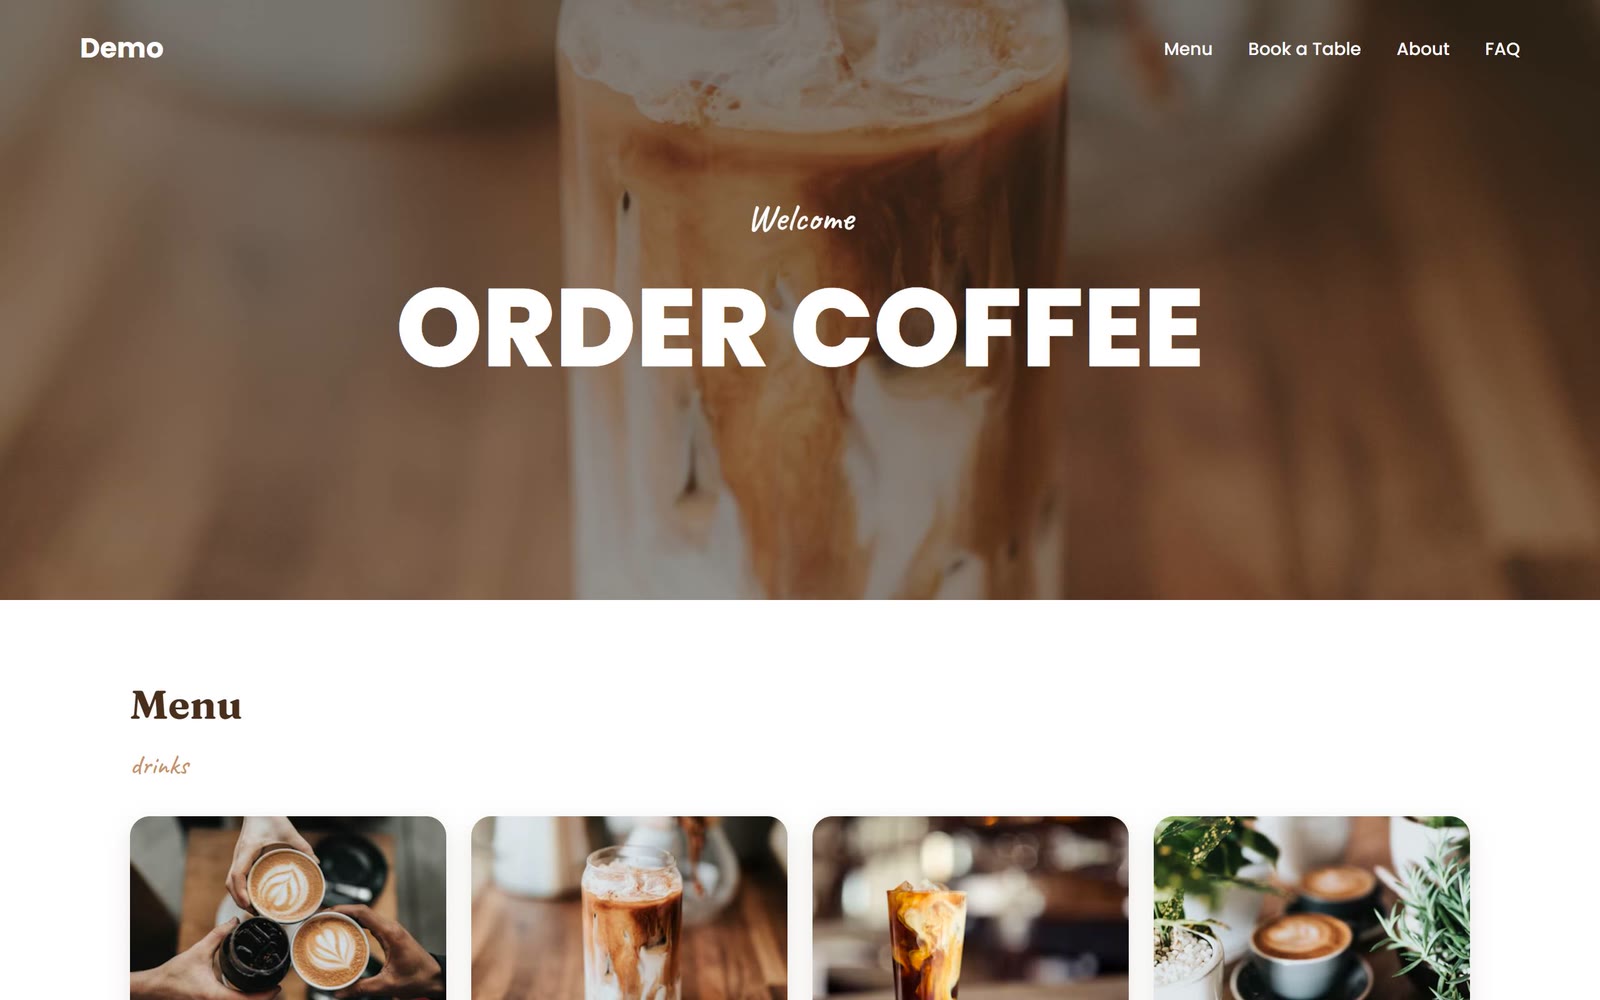 Demo
Menu
Book a Table
About
FAQ
Welcome
ORDER COFFEE
Menu
drinks